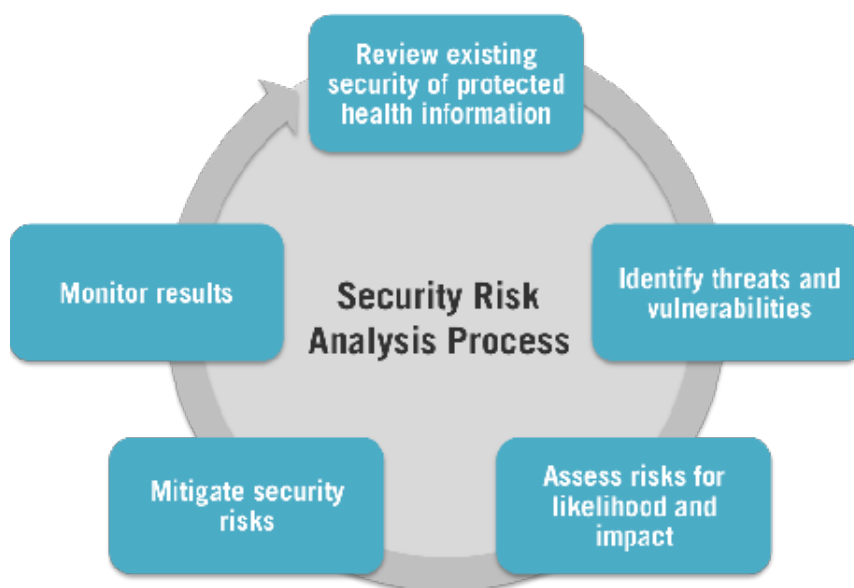 Review existing
security of protected
health information
Identify threats and
vulnerabilities
Assess risks for
likelihood and
impact
Mitigate security
risks
Monitor results
Security Risk
Analysis Process